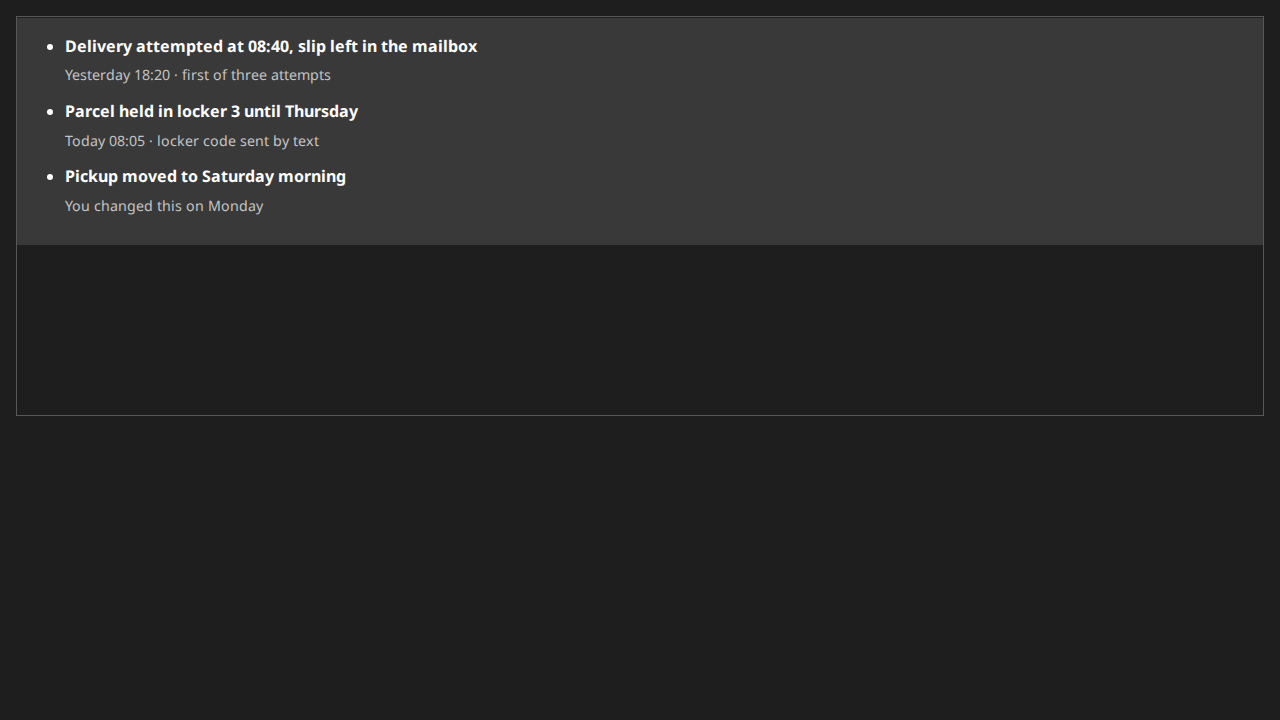 Delivery attempted at 08:40, slip left in the mailbox
Yesterday 18:20 · first of three attempts
Parcel held in locker 3 until Thursday
Today 08:05 · locker code sent by text
Pickup moved to Saturday morning
You changed this on Monday